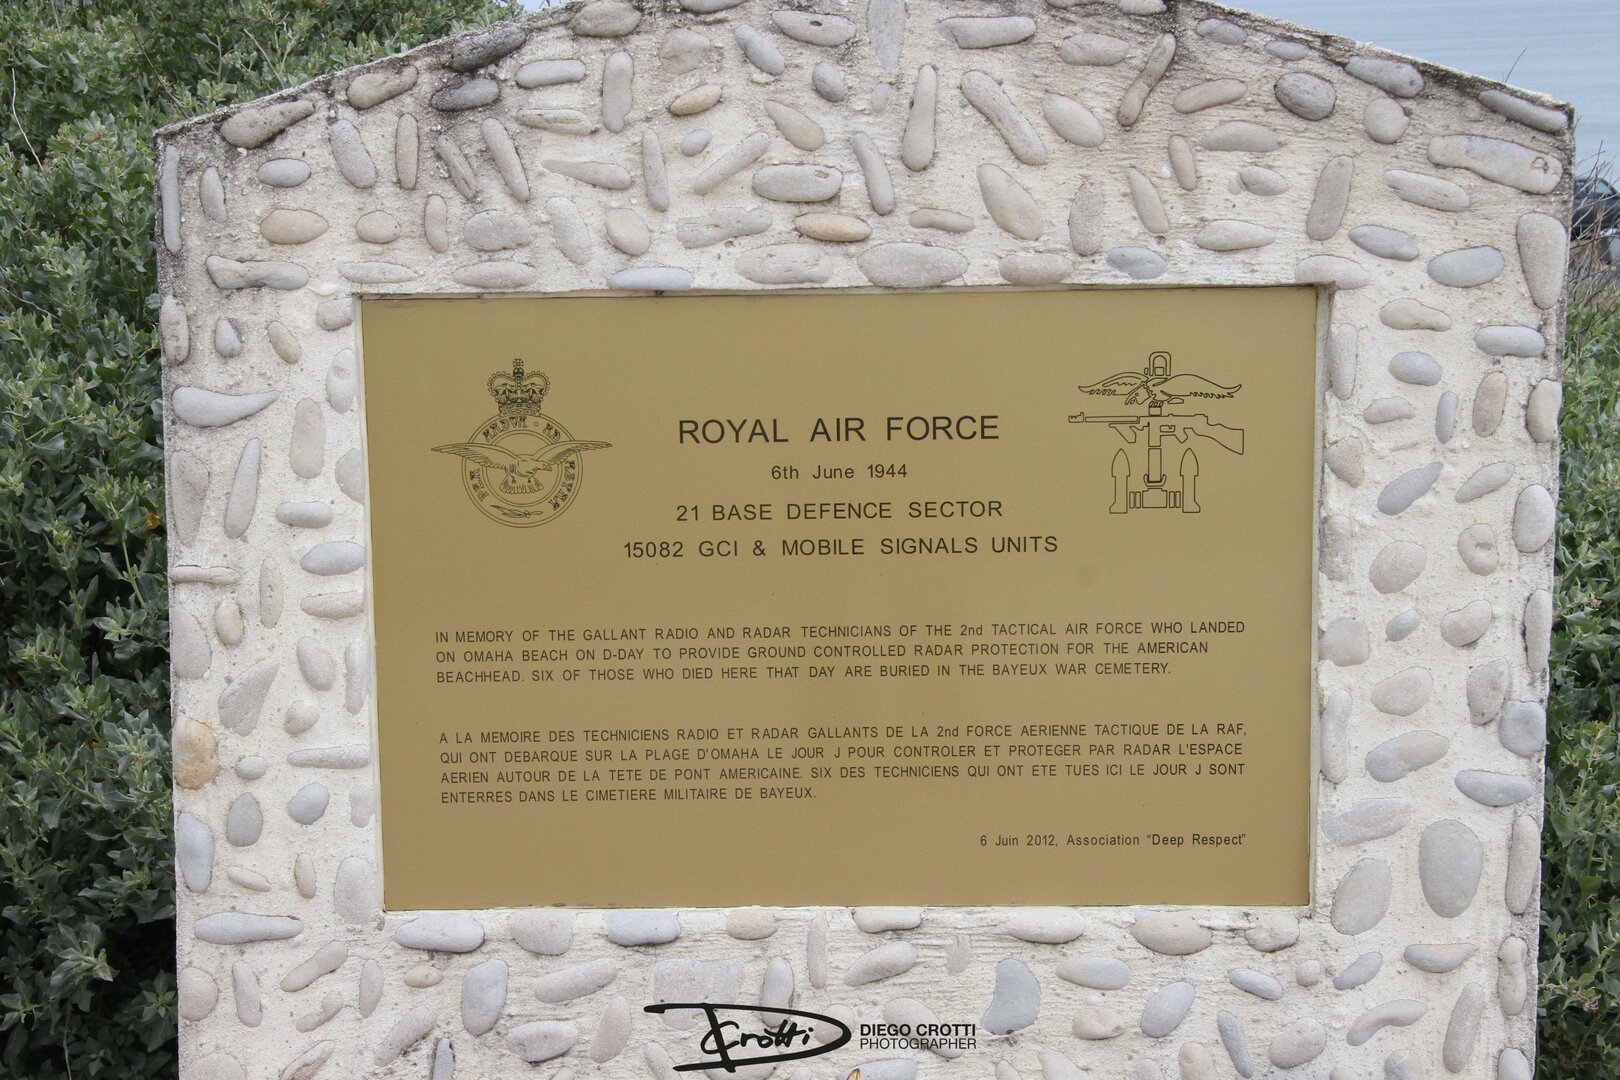 ROYAL AIR FORCE
6th June 1944
21 BASE DEFENCE SECTOR
15082 GCI & MOBILE SIGNALS UNITS
IN MEMORY OF THE GALLANT RADIO AND RADAR TECHNICIANS OF THE 2nd TACTICAL AIR FORCE WHO LANDED
ON OMAHA BEACH ON D-DAY TO PROVIDE GROUND CONTROLLED RADAR PROTECTION FOR THE AMERICAN
BEACHHEAD. SIX OF THOSE WHO DIED HERE THAT DAY ARE BURIED IN THE BAYEUX WAR CEMETERY.
A LA MEMOIRE DES TECHNICIENS RADIO ET RADAR GALLANTS DE LA 2nd FORCE AERIENNE TACTIQUE DE LA RAF,
QUI ONT DEBARQUE SUR LA PLAGE D'OMAHA LE JOUR J POUR CONTROLER ET PROTEGER PAR RADAR L'ESPACE
AERIEN AUTOUR DE LA TETE DE PONT AMERICAINE. SIX DES TECHNICIENS QUI ONT ETE TUES ICI LE JOUR J SONT
ENTERRES DANS LE CIMETIERE MILITAIRE DE BAYEUX.
6 Juin 2012, Association "Deep Respect"
DCrotti
DIEGO CROTTI
PHOTOGRAPHER